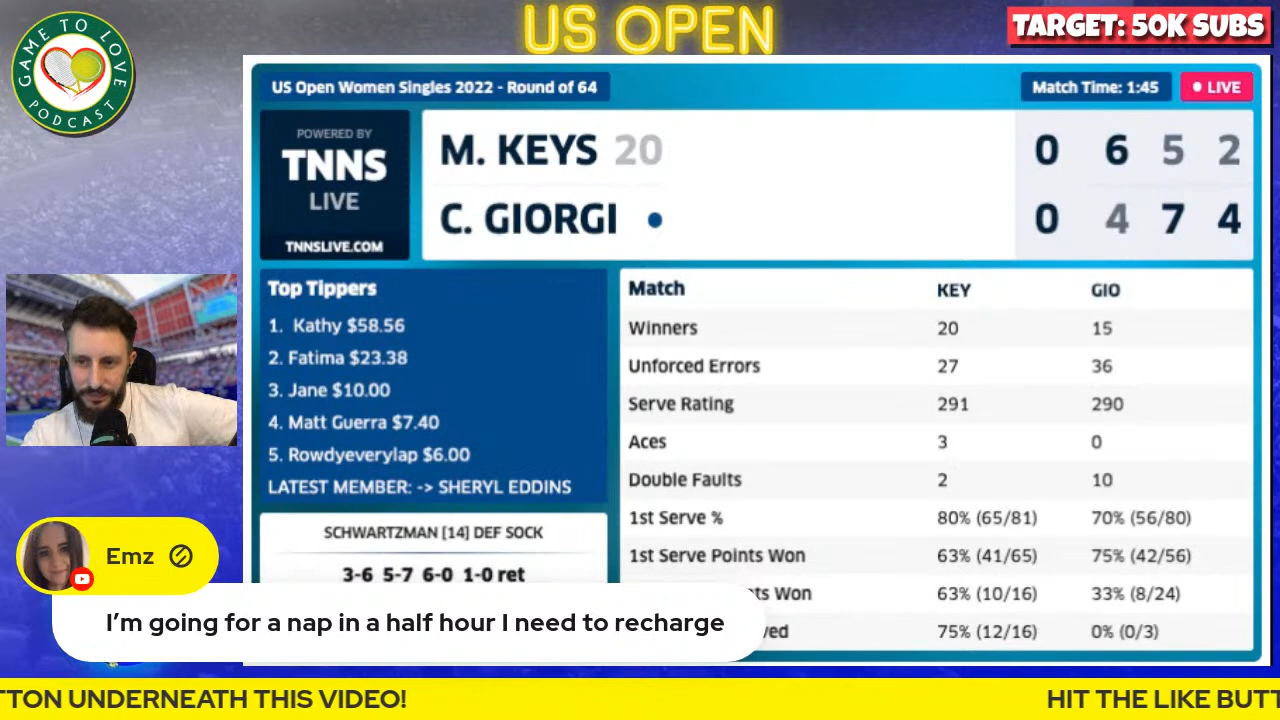 GAME TO LOVE
PODCAST
US OPEN
TARGET: 50K SUBS
US Open Women Singles 2022 - Round of 64
Match Time: 1:45
LIVE
POWERED BY
TNNS
LIVE
TNNSLIVE.COM
M. KEYS 20 0 6 5 2
C. GIORGI 0 4 7 4
Top Tippers
1. Kathy $58.56
2. Fatima $23.38
3. Jane $10.00
4. Matt Guerra $7.40
5. Rowdyeverylap $6.00
LATEST MEMBER: -> SHERYL EDDINS
SCHWARTZMAN [14] DEF SOCK
3-6 5-7 6-0 1-0 ret
Match KEY GIO
Winners 20 15
Unforced Errors 27 36
Serve Rating 291 290
Aces 3 0
Double Faults 2 10
1st Serve % 80% (65/81) 70% (56/80)
1st Serve Points Won 63% (41/65) 75% (42/56)
ts Won 63% (10/16) 33% (8/24)
ved 75% (12/16) 0% (0/3)
Emz
I'm going for a nap in a half hour I need to recharge
TTON UNDERNEATH THIS VIDEO!
HIT THE LIKE BUTT